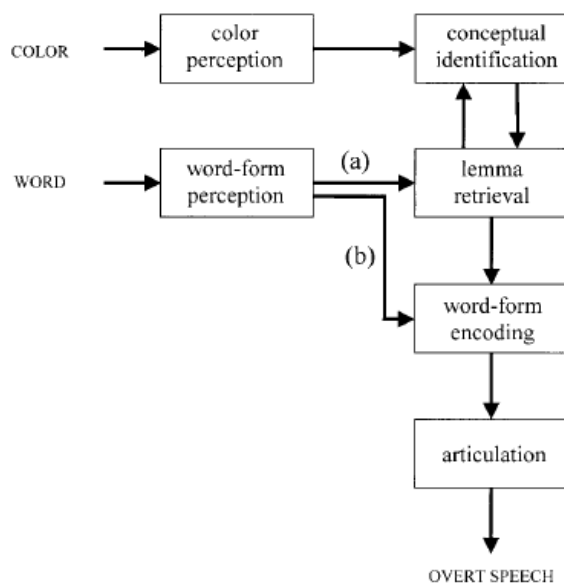 COLOR
color
perception
conceptual
identification
WORD
word-form
perception
(a)
lemma
retrieval
(b)
word-form
encoding
articulation
OVERT SPEECH